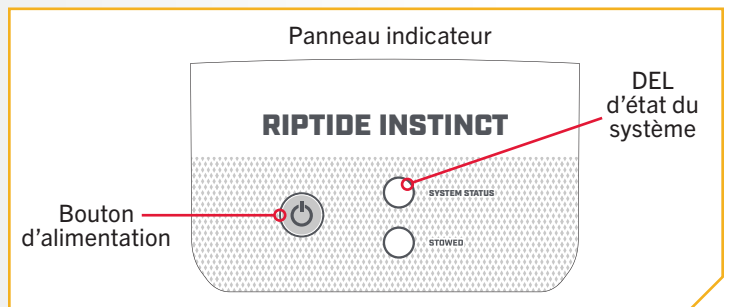 Panneau indicateur
DEL
d'état du
système
RIPTIDE INSTINCT
SYSTEM STATUS
Bouton
d'alimentation
STOWED